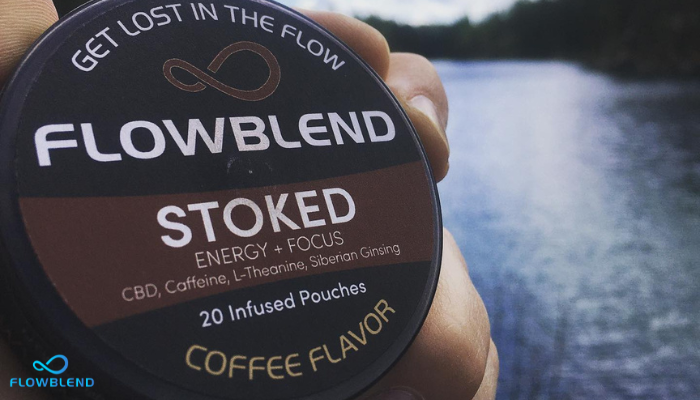 GET LOST IN THE FLOW
FLOWBLEND
STOKED
ENERGY + FOCUS
CBD, Caffeine, L-Theanine, Siberian Ginsing
20 Infused Pouches
COFFEE FLAVOR
FLOWBLEND